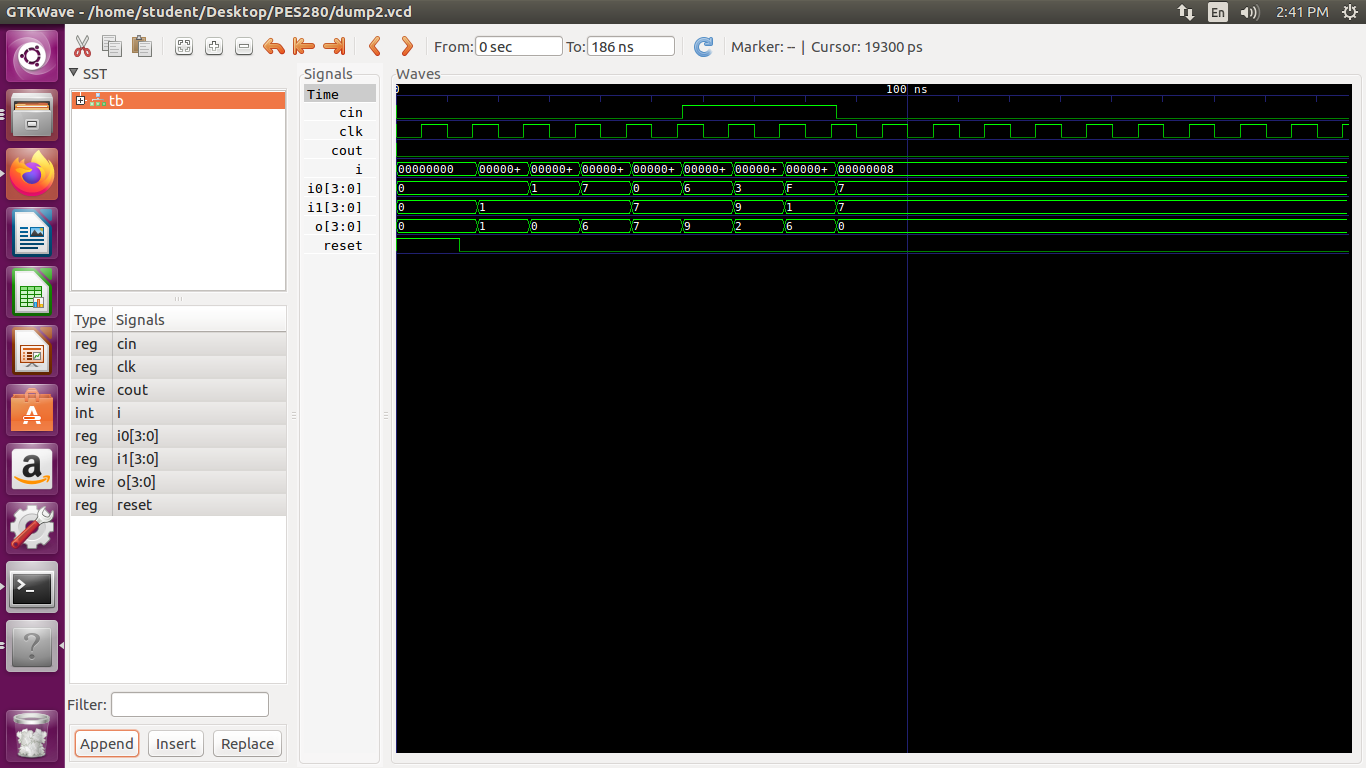 GTKWave - /home/student/Desktop/PES280/dump2.vcd En 2:41 PM
From: 0 sec To: 186 ns Marker: -- | Cursor: 19300 ps
SST
tb
Type Signals
reg cin
reg clk
wire cout
int i
reg i0[3:0]
reg i1[3:0]
wire o[3:0]
reg reset
Filter:
Append Insert Replace
Signals
Time
cin
clk
cout
i
i0[3:0]
i1[3:0]
o[3:0]
reset
Waves
0 100 ns
00000000 00000+ 00000+ 00000+ 00000+ 00000+ 00000+ 00000+ 00000008
0 1 7 0 6 3 F 7
0 1 7 9 1 7
0 1 0 6 7 9 2 6 0